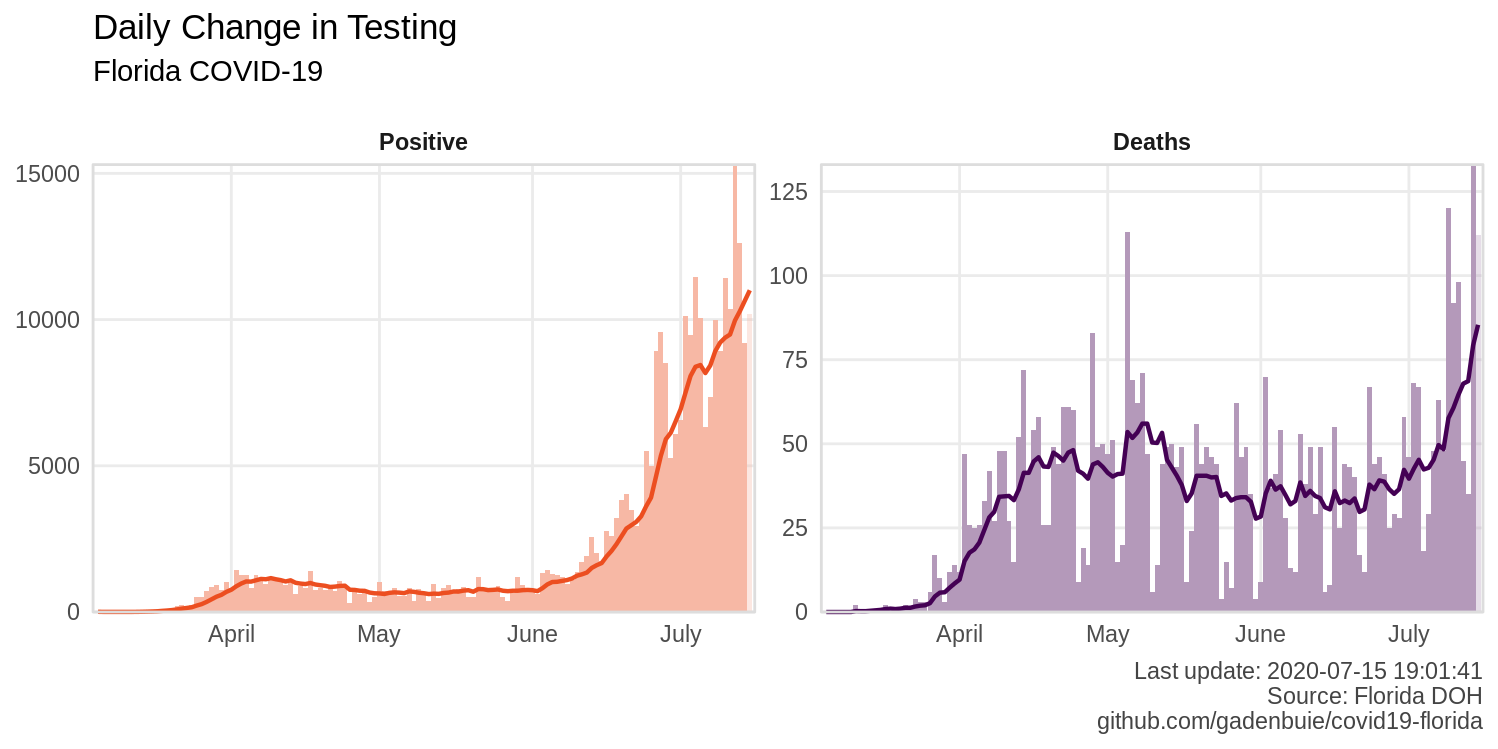 Daily Change in Testing
Florida COVID-19
Positive
15000
10000
5000
0
April May June July
Deaths
125
100
75
50
25
0
April May June July
Last update: 2020-07-15 19:01:41
Source: Florida DOH
github.com/gadenbuie/covid19-florida